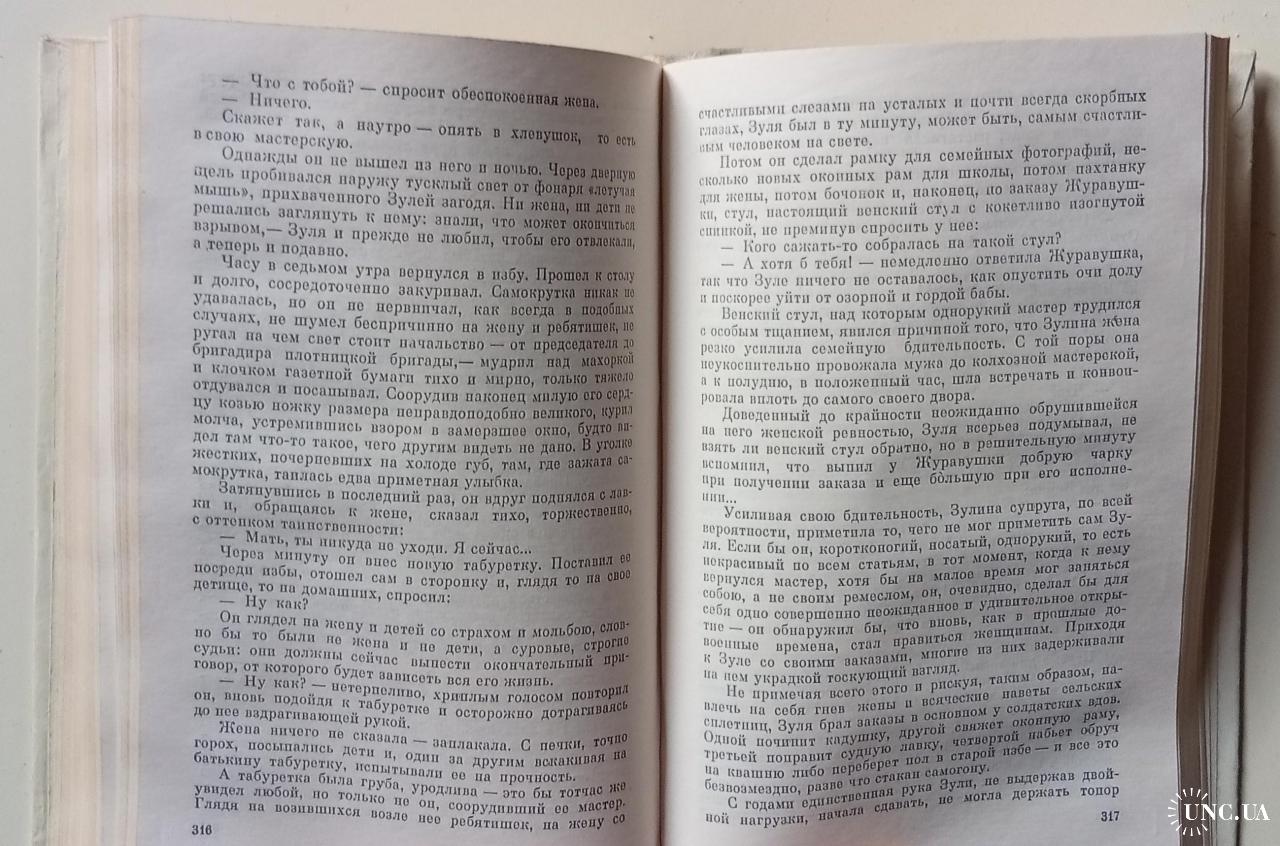 — Что с тобой? — спросит обеспокоенная жена.
— Ничего.
Скажет так, а наутро — опять в хлевушок, то есть
в свою мастерскую.
Однажды он не вышел из него и ночью. Через дверную
щель пробивался наружу тусклый свет от фонаря «летучая
мышь», прихваченного Зулей загодя. Ни жена, ни дети не
решались заглянуть к нему: знали, что может окончиться
взрывом,— Зуля и прежде не любил, чтобы его отвлекали,
а теперь и подавно.
Часу в седьмом утра вернулся в избу. Прошел к столу
и долго, сосредоточенно закуривал. Самокрутка никак не
удавалась, но он не нервничал, как всегда в подобных
случаях, не шумел беспричинно на жену и ребятишек, не
ругал на чем свет стоит начальство — от председателя до
бригадира плотницкой бригады,— мудрил над махоркой
и клочком газетной бумаги тихо и мирно, только тяжело
отдувался и посапывал. Соорудив наконец милую его серд-
цу козью ножку размера неправдоподобно великого, курил
молча, устремившись взором в замерзшее окно, будто ви-
дел там что-то такое, чего другим видеть не дано. В уголке
жестких, почерневших на холоде губ, там, где зажата са-
мокрутка, таилась едва приметная улыбка.
Затянувшись в последний раз, он вдруг поднялся с лав-
ки и, обращаясь к жене, сказал тихо, торжественно,
с оттенком таинственности:
— Мать, ты никуда не уходи. Я сейчас...
Через минуту он внес новую табуретку. Поставил ее
посреди избы, отошел сам в сторонку и, глядя то на свое
детище, то на домашних, спросил:
— Ну как?
Он глядел на жену и детей со страхом и мольбою, слов-
но бы то были не жена и не дети, а суровые, строгие
судьи: они должны сейчас вынести окончательный при-
говор, от которого будет зависеть вся его жизнь.
— Ну как? — нетерпеливо, хриплым голосом повторил
он, вновь подойдя к табуретке и осторожно дотрагиваясь
до нее вздрагивающей рукой.
Жена ничего не сказала — заплакала. С печки, точно
горох, посыпались дети и, один за другим вскакивая на
батькину табуретку, испытывали ее на прочность.
А табуретка была груба, уродлива — это бы тотчас же
увидел любой, но только не он, соорудивший ее мастер.
Глядя на возившихся возле нее ребятишек, на жену со
316
счастливыми слезами на усталых и почти всегда скорбных
глазах, Зуля был в ту минуту, может быть, самым счастли-
вым человеком на свете.
Потом он сделал рамку для семейных фотографий, не-
сколько новых оконных рам для школы, потом пахтанку
для жены, потом бочонок и, наконец, по заказу Журавуш-
ки, стул, настоящий венский стул с кокетливо изогнутой
спинкой, не преминув спросить у нее:
— Кого сажать-то собралась на такой стул?
— А хотя б тебя! — немедленно ответила Журавушка,
так что Зуле ничего не оставалось, как опустить очи долу
и поскорее уйти от озорной и гордой бабы.
Венский стул, над которым однорукий мастер трудился
с особым тщанием, явился причиной того, что Зулина жена
резко усилила семейную бдительность. С той поры она
неукоснительно провожала мужа до колхозной мастерской,
а к полудню, в положенный час, шла встречать и конвои-
ровала вплоть до самого своего двора.
Доведенный до крайности неожиданно обрушившейся
на него женской ревностью, Зуля всерьез подумывал, не
взять ли венский стул обратно, но в решительную минуту
вспомнил, что выпил у Журавушки добрую чарку
при получении заказа и еще бо́льшую при его исполне-
нии...
Усиливая свою бдительность, Зулина супруга, по всей
вероятности, приметила то, чего не мог приметить сам Зу-
ля. Если бы он, коротконогий, носатый, однорукий, то есть
некрасивый по всем статьям, в тот момент, когда к нему
вернулся мастер, хотя бы на малое время мог заняться
собою, а не своим ремеслом, он, очевидно, сделал бы для
себя одно совершенно неожиданное и удивительное откры-
тие — он обнаружил бы, что вновь, как в прошлые до-
военные времена, стал нравиться женщинам. Приходя
к Зуле со своими заказами, многие из них задерживали
на нем украдкой тоскующий взгляд.
Не примечая всего этого и рискуя, таким образом, на-
влечь на себя гнев жены и всяческие наветы сельских
сплетниц, Зуля брал заказы в основном у солдатских вдов.
Одной починит кадушку, другой свяжет оконную раму,
третьей поправит судную лавку, четвертой набьет обруч
на квашню либо переберет пол в старой избе — и все это
безвозмездно, разве что стакан самогону.
С годами единственная рука Зули, не выдержав двой-
ной нагрузки, начала сдавать, не могла держать топор
317
UNC.UA